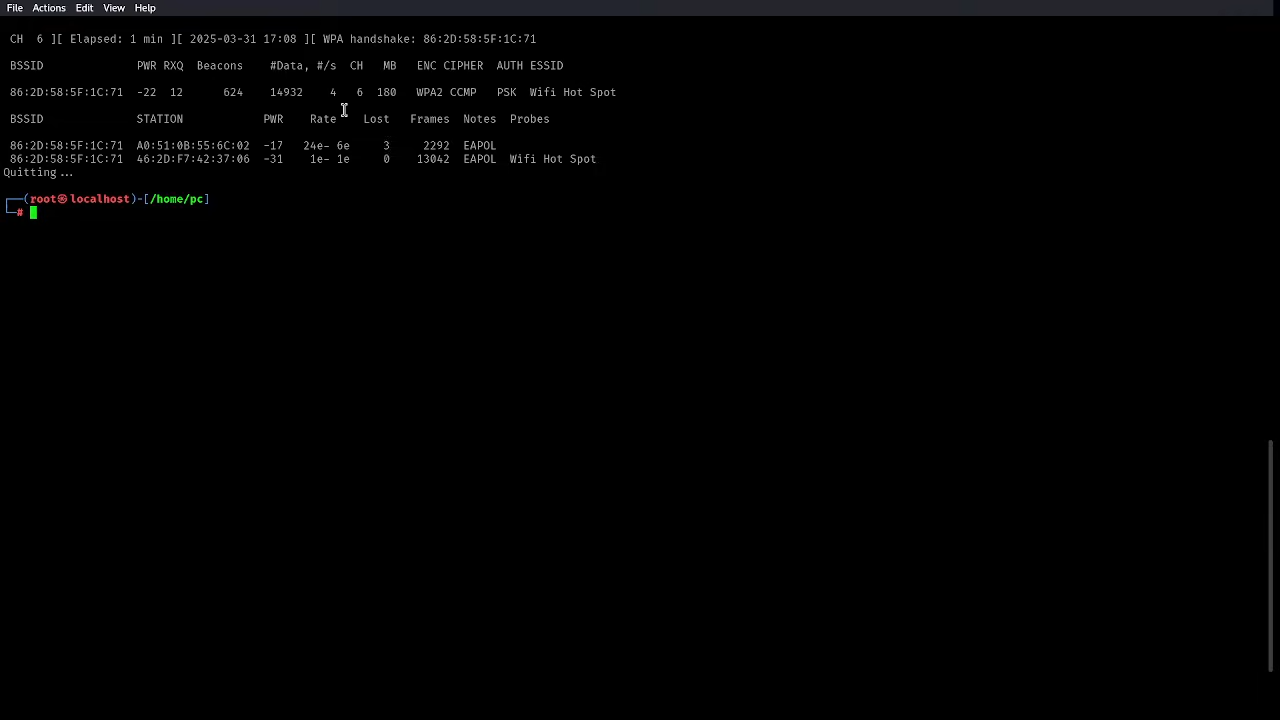 File Actions Edit View Help
CH 6 ][ Elapsed: 1 min ][ 2025-03-31 17:08 ][ WPA handshake: 86:2D:58:5F:1C:71
BSSID PWR RXQ Beacons #Data, #/s CH MB ENC CIPHER AUTH ESSID
86:2D:58:5F:1C:71 -22 12 624 14932 4 6 180 WPA2 CCMP PSK Wifi Hot Spot
BSSID STATION PWR Rate Lost Frames Notes Probes
86:2D:58:5F:1C:71 A0:51:0B:55:6C:02 -17 24e- 6e 3 2292 EAPOL
86:2D:58:5F:1C:71 46:2D:F7:42:37:06 -31 1e- 1e 0 13042 EAPOL Wifi Hot Spot
Quitting...
┌──(root㉿localhost)-[/home/pc]
└─#